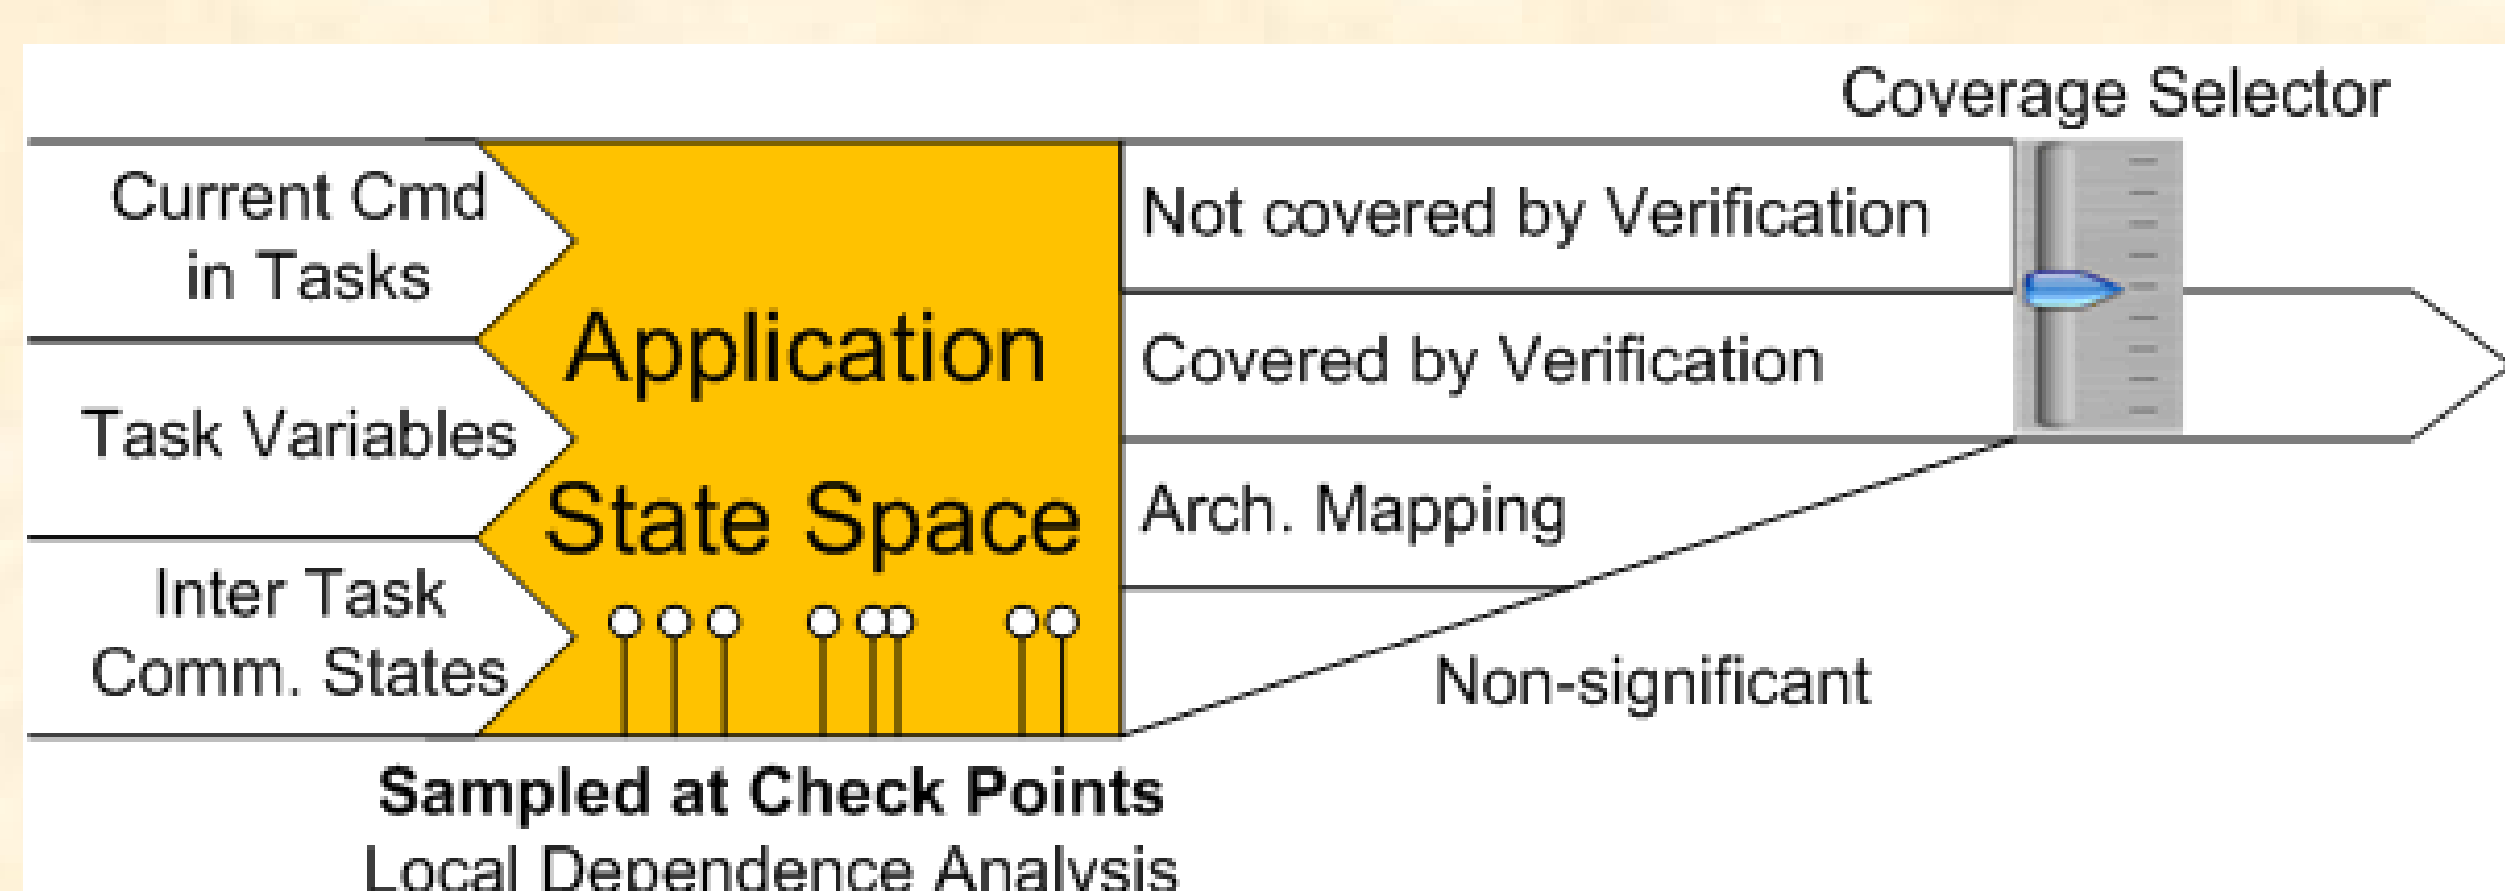 Coverage Selector
Current Cmd
in Tasks
Task Variables
Inter Task
Comm. States
Application
State Space
Not covered by Verification
Covered by Verification
Arch. Mapping
Non-significant
Sampled at Check Points
Local Dependence Analysis